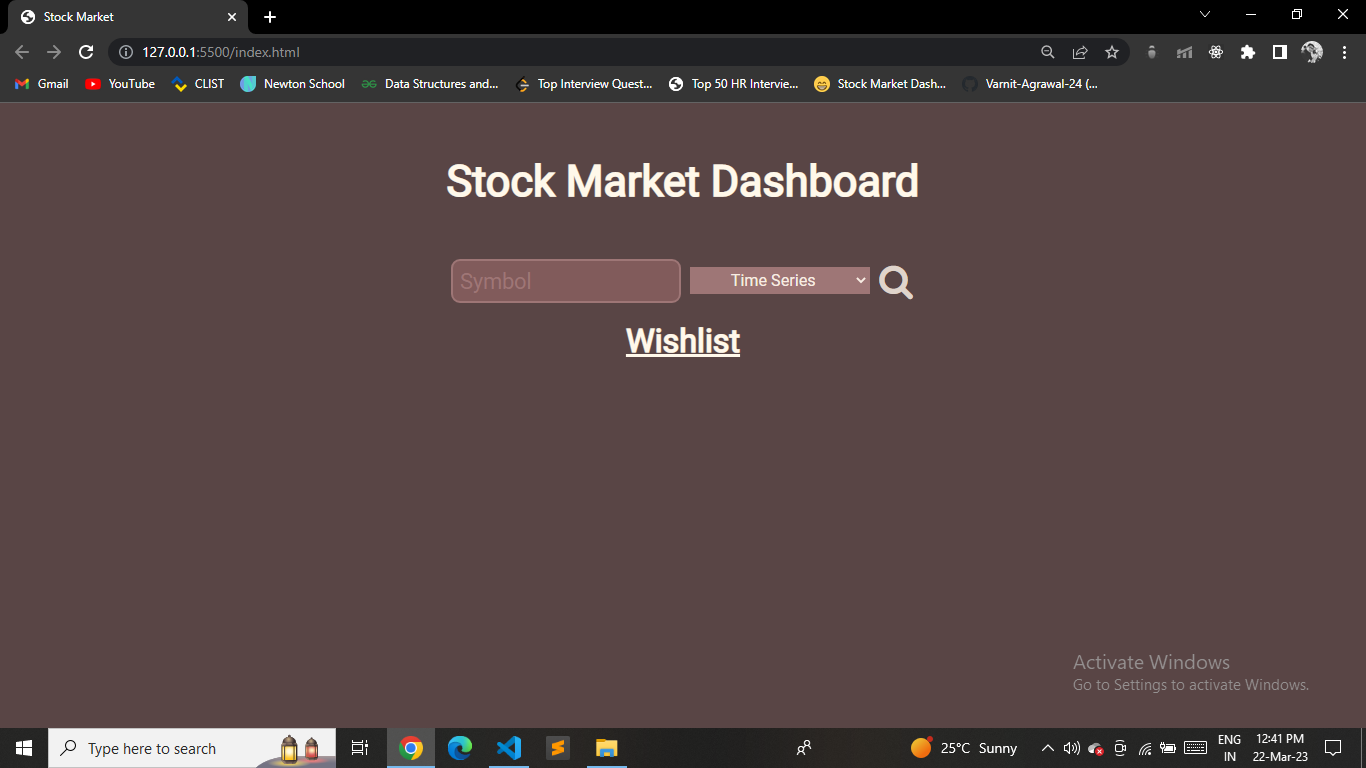 Stock Market
127.0.0.1:5500/index.html
Gmail
YouTube
CLIST
Newton School
Data Structures and...
Top Interview Quest...
Top 50 HR Intervie...
Stock Market Dash...
Varnit-Agrawal-24 (...
Stock Market Dashboard
Symbol
Time Series
Wishlist
Activate Windows
Go to Settings to activate Windows.
Type here to search
25°C Sunny
ENG
IN
12:41 PM
22-Mar-23